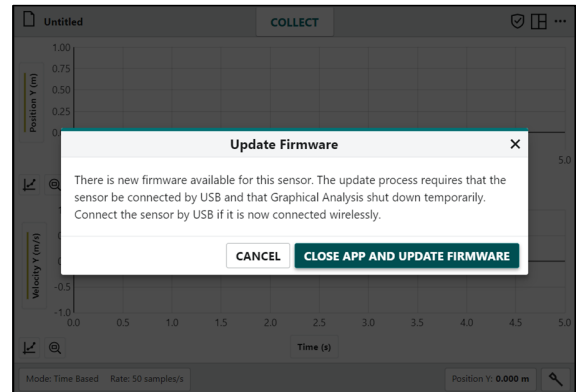 Untitled
COLLECT
1.00
0.75
0.50
0.25
Position Y (m)
Update Firmware
There is new firmware available for this sensor. The update process requires that the
sensor be connected by USB and that Graphical Analysis shut down temporarily.
Connect the sensor by USB if it is now connected wirelessly.
CANCEL
CLOSE APP AND UPDATE FIRMWARE
5.0
Velocity Y (m/s)
-0.5
-1.0
0.0 0.5 1.0 1.5 2.0 2.5 3.0 3.5 4.0 4.5 5.0
Time (s)
Mode: Time Based Rate: 50 samples/s
Position Y: 0.000 m